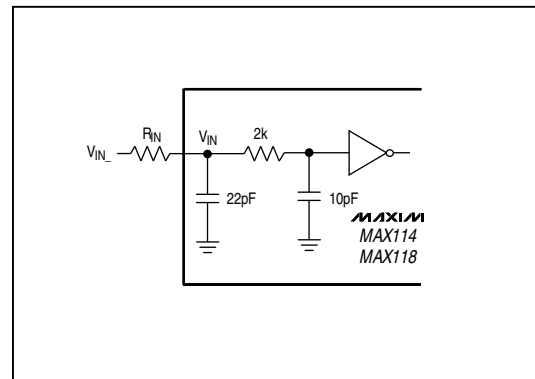 R_IN
V_IN
2k
V_IN_
22pF
10pF
MAXIM
MAX114
MAX118